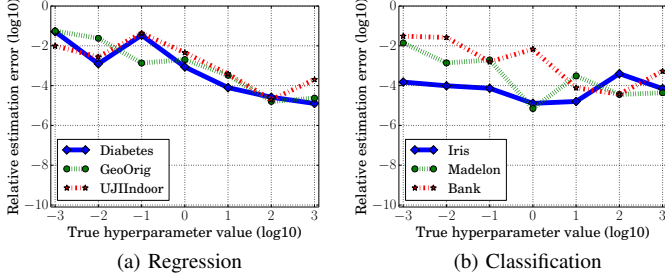 Relative estimation error (log10)
0
−2
−4
−6
−8
−10
Diabetes
GeoOrig
UJIIndoor
−3 −2 −1 0 1 2 3
True hyperparameter value (log10)
(a) Regression
Relative estimation error (log10)
0
−2
−4
−6
−8
−10
Iris
Madelon
Bank
−3 −2 −1 0 1 2 3
True hyperparameter value (log10)
(b) Classification